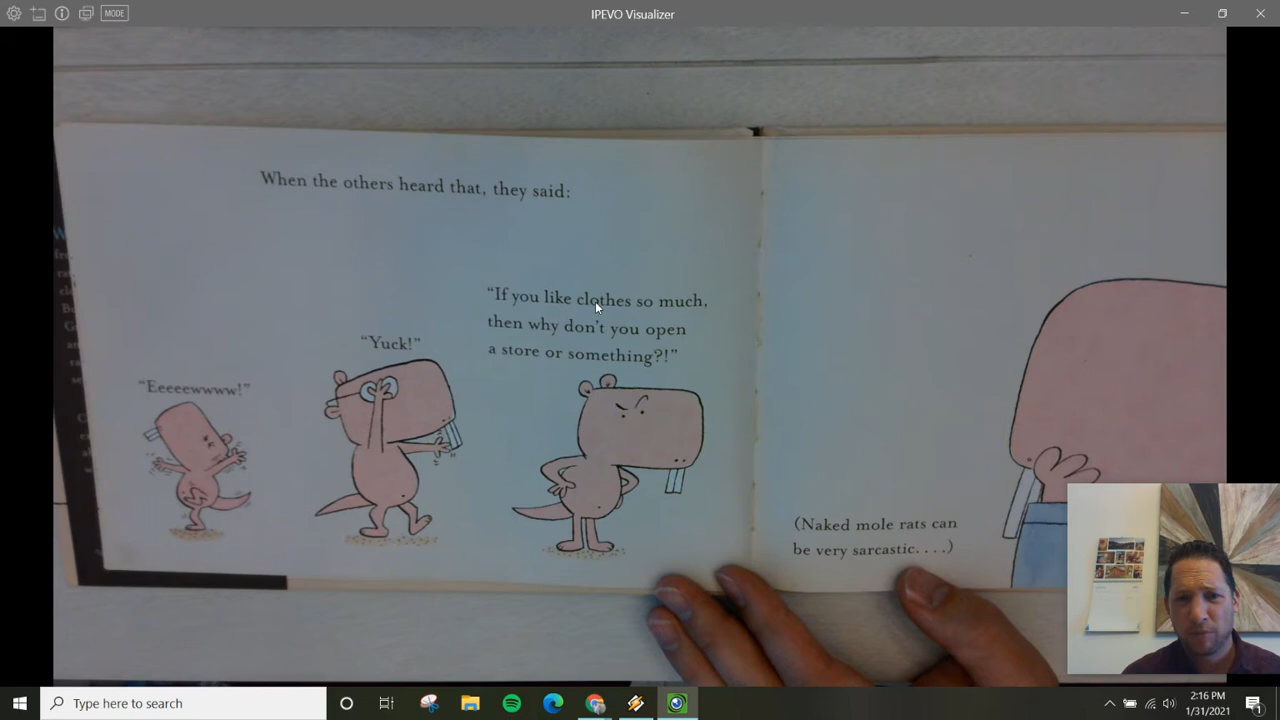 MODE
IPEVO Visualizer
When the others heard that, they said:
"If you like clothes so much,
then why don't you open
a store or something?!"
"Yuck!"
"Eeeeewwww!"
(Naked mole rats can
be very sarcastic. . . .)
Type here to search
2:16 PM
1/31/2021